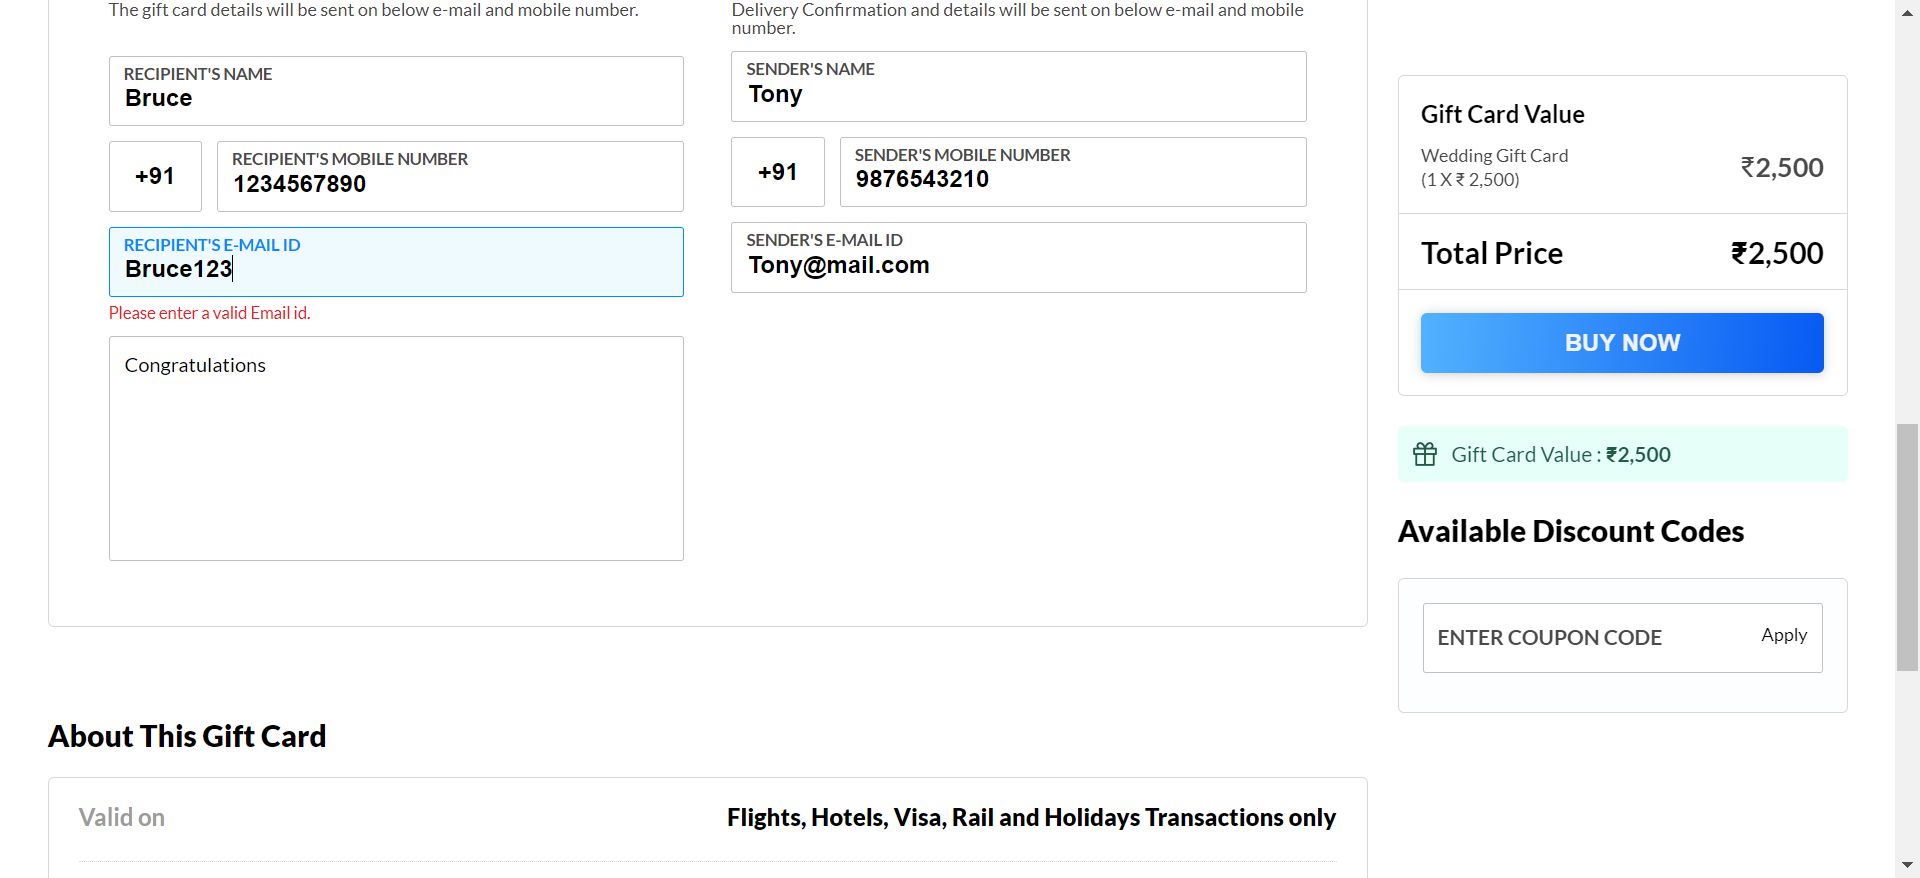 The gift card details will be sent on below e-mail and mobile number.
RECIPIENT'S NAME
Bruce
+91
RECIPIENT'S MOBILE NUMBER
1234567890
RECIPIENT'S E-MAIL ID
Bruce123
Please enter a valid Email id.
Congratulations
Delivery Confirmation and details will be sent on below e-mail and mobile
number.
SENDER'S NAME
Tony
+91
SENDER'S MOBILE NUMBER
9876543210
SENDER'S E-MAIL ID
Tony@mail.com
Gift Card Value
Wedding Gift Card
(1 X ₹ 2,500)
₹2,500
Total Price
₹2,500
BUY NOW
Gift Card Value : ₹2,500
Available Discount Codes
ENTER COUPON CODE
Apply
About This Gift Card
Valid on
Flights, Hotels, Visa, Rail and Holidays Transactions only